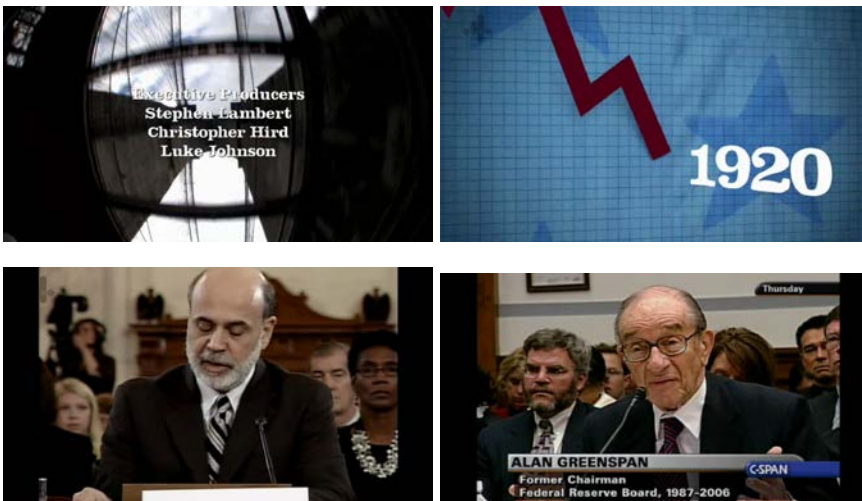 Executive Producers
Stephen Lambert
Christopher Hird
Luke Johnson
1920
Thursday
ALAN GREENSPAN
C-SPAN
Former Chairman
Federal Reserve Board, 1987-2006